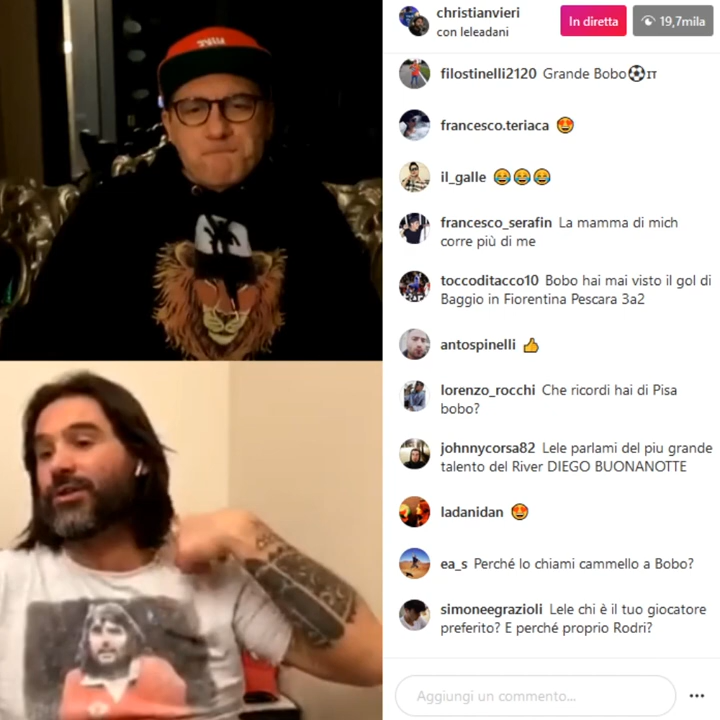 christianvieri
con leleadani
In diretta
19,7mila
filostinelli2120 Grande Bobo⚽IT
francesco.teriaca 😍
il_galle 😂😂😂
francesco_serafin La mamma di mich
corre più di me
toccoditacco10 Bobo hai mai visto il gol di
Baggio in Fiorentina Pescara 3a2
antospinelli 👍
lorenzo_rocchi Che ricordi hai di Pisa
bobo?
johnnycorsa82 Lele parlami del piu grande
talento del River DIEGO BUONANOTTE
ladanidan 😍
ea_s Perché lo chiami cammello a Bobo?
simoneegrazioli Lele chi è il tuo giocatore
preferito? E perché proprio Rodri?
Aggiungi un commento...